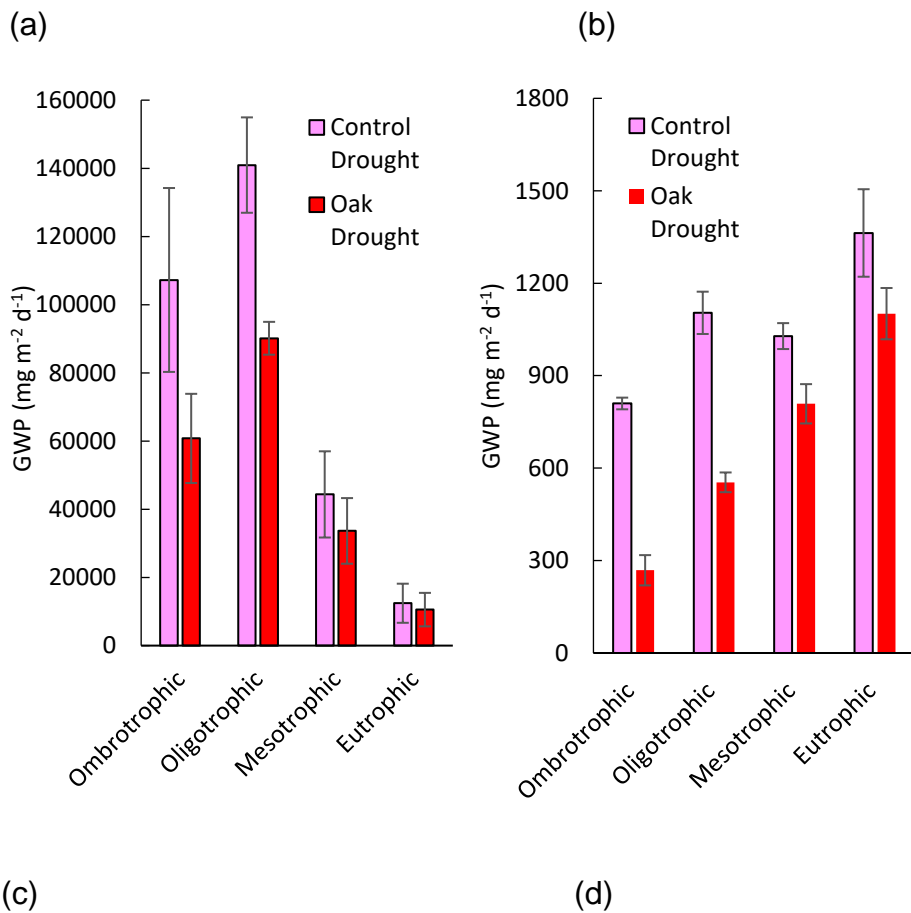 (a)
GWP (mg m⁻² d⁻¹)
160000
140000
120000
100000
80000
60000
40000
20000
0
Control
Drought
Oak
Drought
Ombrotrophic
Oligotrophic
Mesotrophic
Eutrophic
(b)
GWP (mg m⁻² d⁻¹)
1800
1500
1200
900
600
300
0
Control
Drought
Oak
Drought
Ombrotrophic
Oligotrophic
Mesotrophic
Eutrophic
(c)
(d)